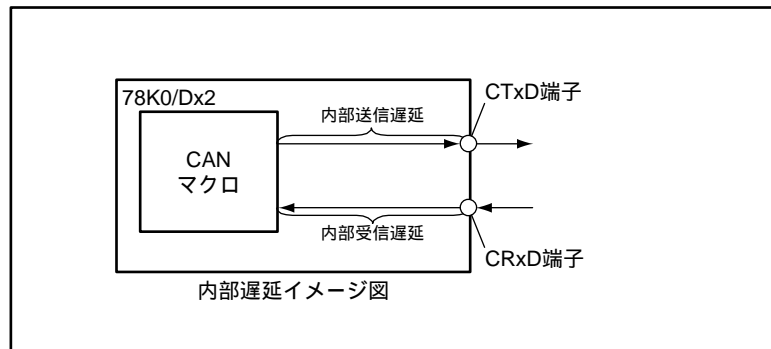 78K0/Dx2
CTxD端子
内部送信遅延
CAN
マクロ
内部受信遅延
CRxD端子
内部遅延イメージ図